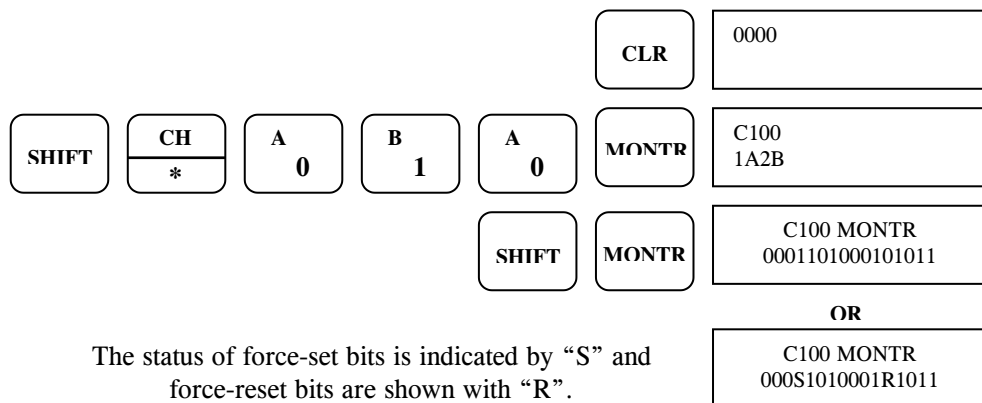 CLR
0000
SHIFT
CH
*
A
0
B
1
A
0
MONTR
C100
1A2B
SHIFT
MONTR
C100 MONTR
0001101000101011
OR
The status of force-set bits is indicated by “S” and
force-reset bits are shown with “R”.
C100 MONTR
000S1010001R1011